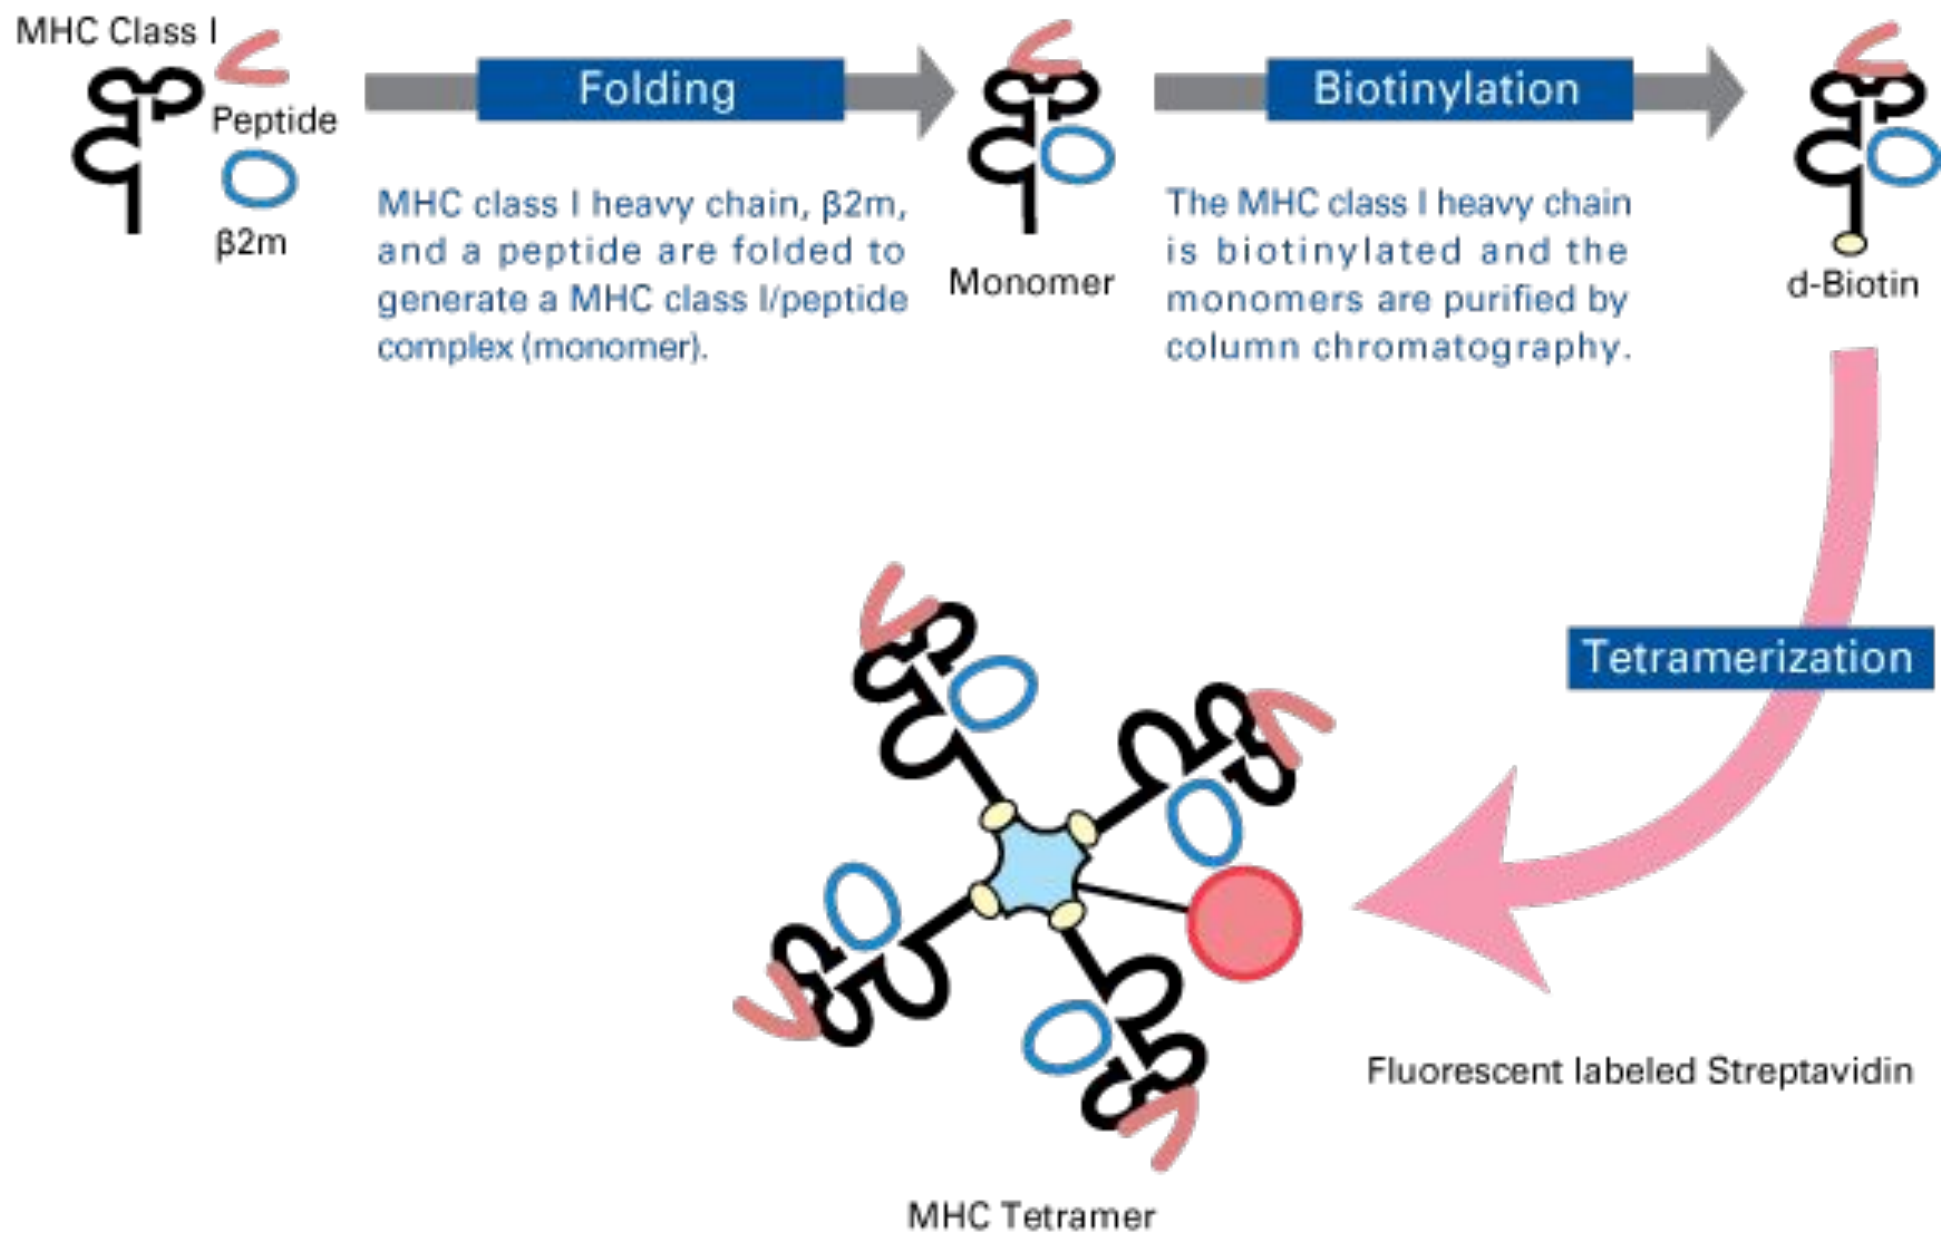 MHC Class I
Peptide
β2m
Folding
MHC class I heavy chain, β2m,
and a peptide are folded to
generate a MHC class I/peptide
complex (monomer).
Monomer
Biotinylation
The MHC class I heavy chain
is biotinylated and the
monomers are purified by
column chromatography.
d-Biotin
Tetramerization
Fluorescent labeled Streptavidin
MHC Tetramer